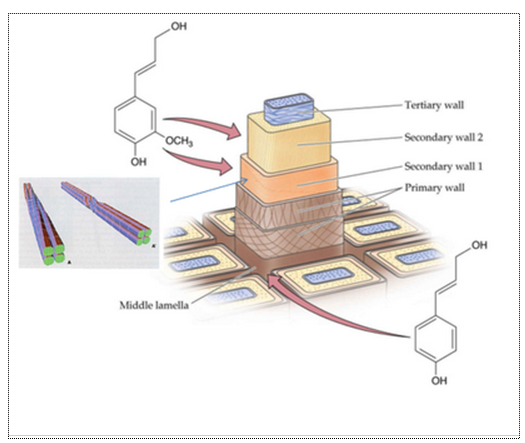 OH
OCH₃
OH
Tertiary wall
Secondary wall 2
Secondary wall 1
Primary wall
Middle lamella
OH
OH